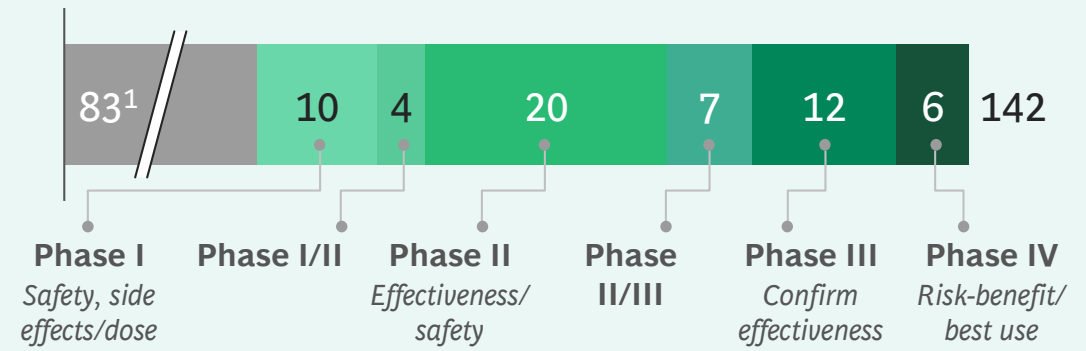 83¹ 10 4 20 7 12 6 142
Phase I Phase I/II Phase II Phase Phase III Phase IV
Safety, side Effectiveness/ II/III Confirm Risk-benefit/
effects/dose safety effectiveness best use